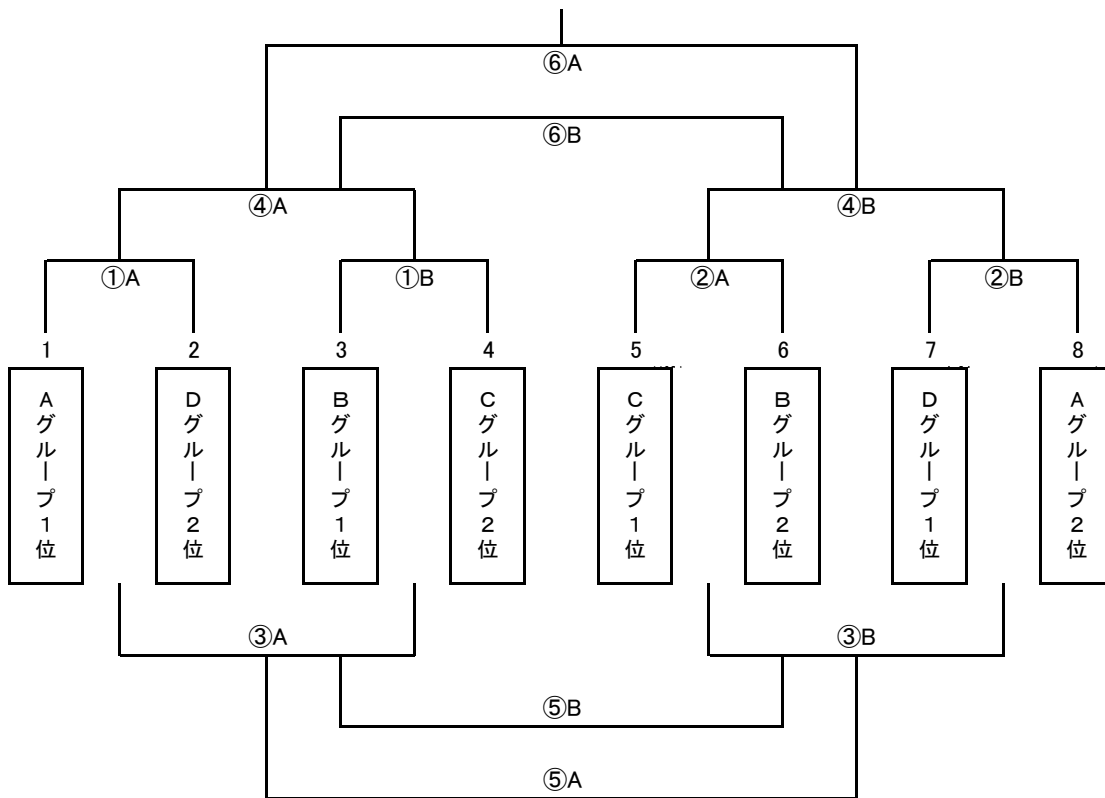 ⑥A
⑥B
④A ④B
①A ①B ②A ②B
1 2 3 4 5 6 7 8
Aグループ1位
Dグループ2位
Bグループ1位
Cグループ2位
Cグループ1位
Bグループ2位
Dグループ1位
Aグループ2位
③A ③B
⑤B
⑤A